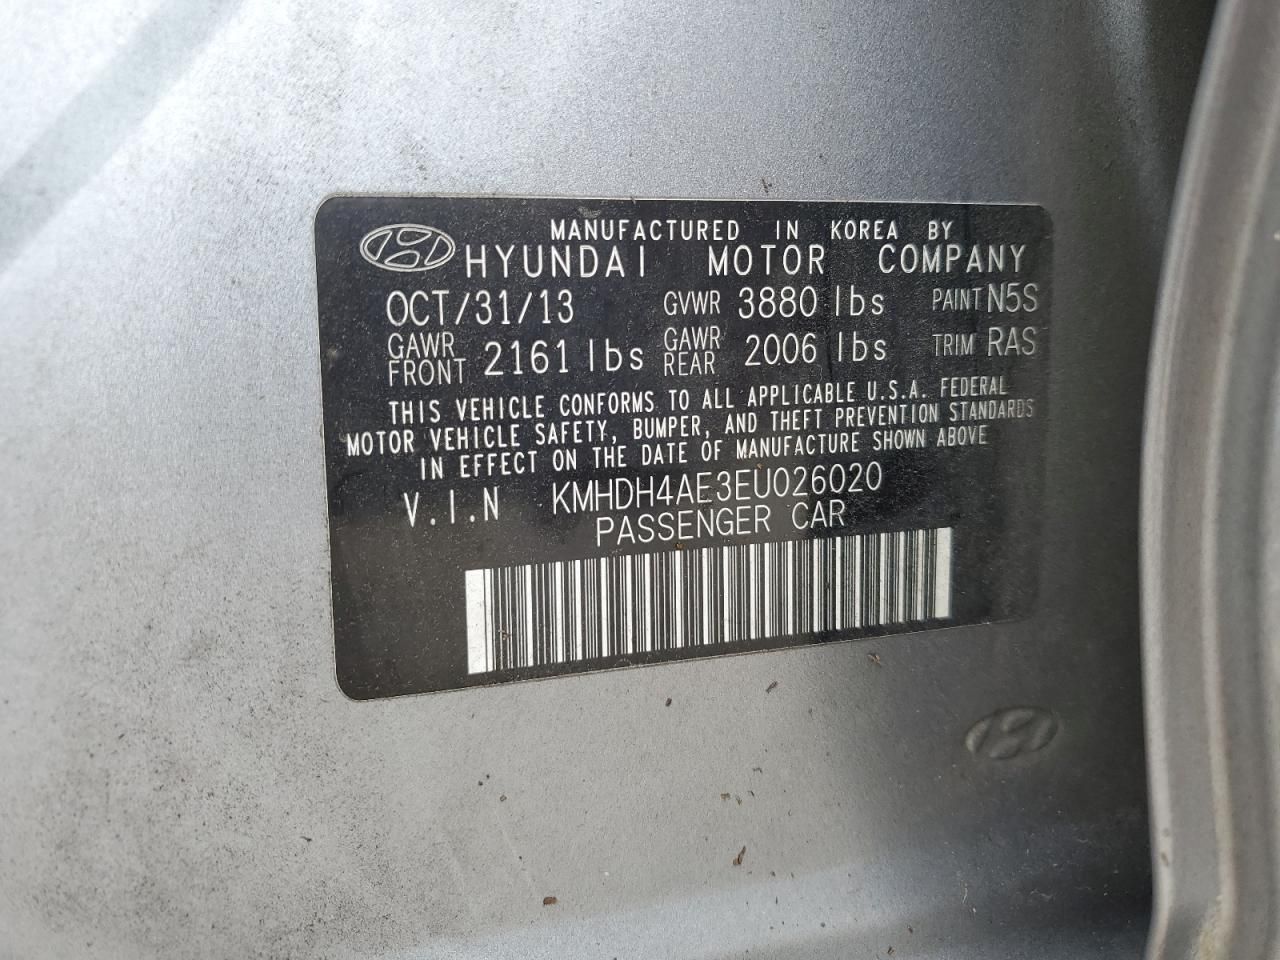 MANUFACTURED IN KOREA BY
HYUNDAI MOTOR COMPANY
OCT/31/13 GVWR 3880 lbs PAINT N5S
GAWR FRONT 2161 lbs GAWR REAR 2006 lbs TRIM RAS
THIS VEHICLE CONFORMS TO ALL APPLICABLE U.S.A. FEDERAL
MOTOR VEHICLE SAFETY, BUMPER, AND THEFT PREVENTION STANDARDS
IN EFFECT ON THE DATE OF MANUFACTURE SHOWN ABOVE
V.I.N KMHDH4AE3EU026020
PASSENGER CAR